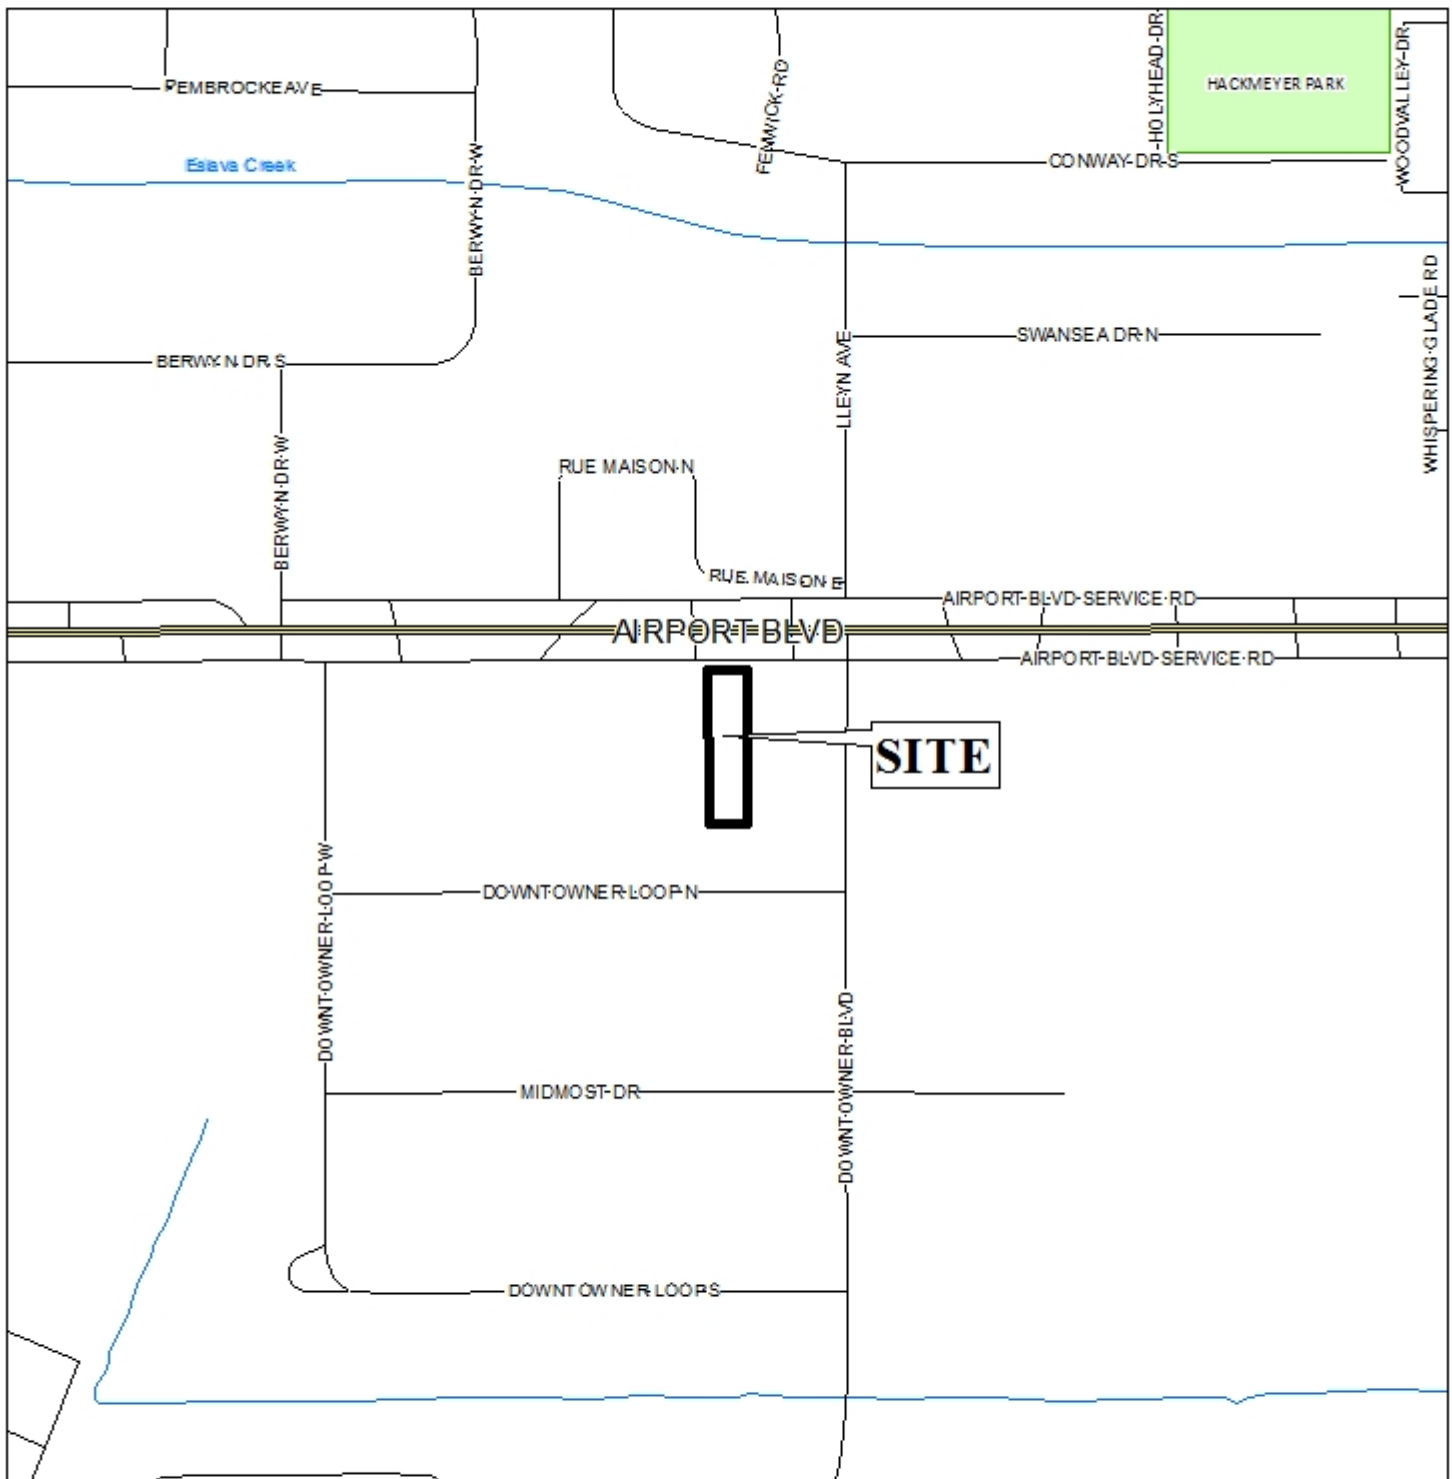 HOLYHEAD DR
HACKMEYER PARK
WOODVALLEY DR
PEMBROCKE AVE
FENWICK RD
Eslava Creek
BERWYN DR W
CONWAY DR S
WHISPERING GLADE RD
SWANSEA DR N
LLEYN AVE
BERWYN DR S
BERWYN DR W
RUE MAISON N
RUE MAISON E
AIRPORT BLVD SERVICE RD
AIRPORT BLVD
AIRPORT BLVD SERVICE RD
SITE
DOWNTOWNER LOOP W
DOWNTOWNER LOOP N
DOWNTOWNER BLVD
MIDMOST DR
DOWNTOWNER LOOP S